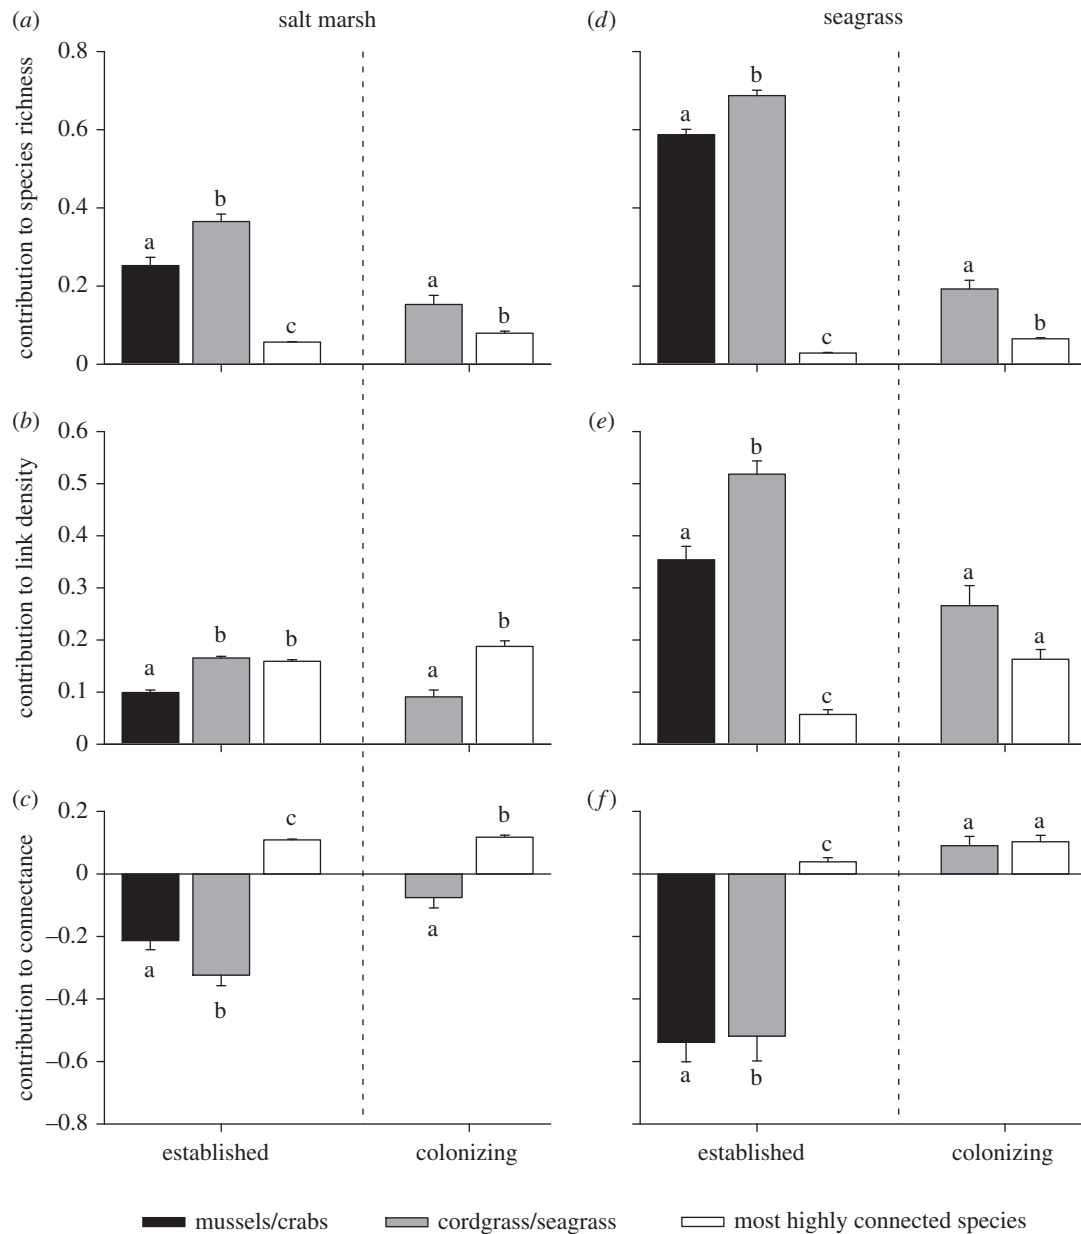 (a) salt marsh (d) seagrass
contribution to species richness
0.8
0.6
0.4
0.2
0
a b c a b
a b c a b
(b) (e)
contribution to link density
0.6
0.5
0.4
0.3
0.2
0.1
0
a b b a b
a b c a a
(c) (f)
contribution to connectance
0.2
0
–0.2
–0.4
–0.6
–0.8
a b c a b
a b c a a
established colonizing established colonizing
mussels/crabs cordgrass/seagrass most highly connected species